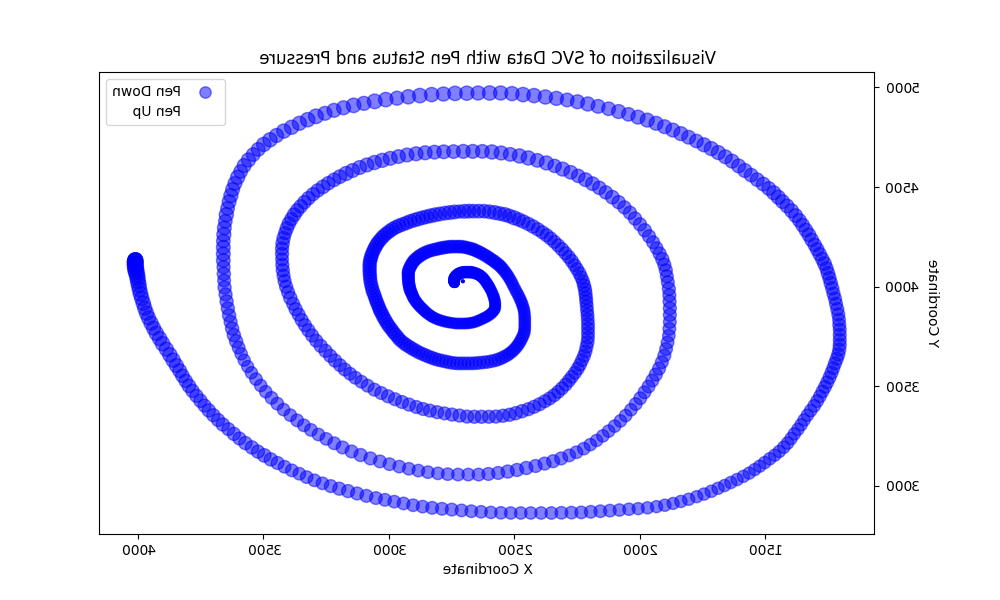 Visualization of SVC Data with Pen Status and Pressure
Pen Down
Pen Up
5000
4500
4000
3500
3000
Y Coordinate
4000
3500
3000
2500
2000
1500
X Coordinate